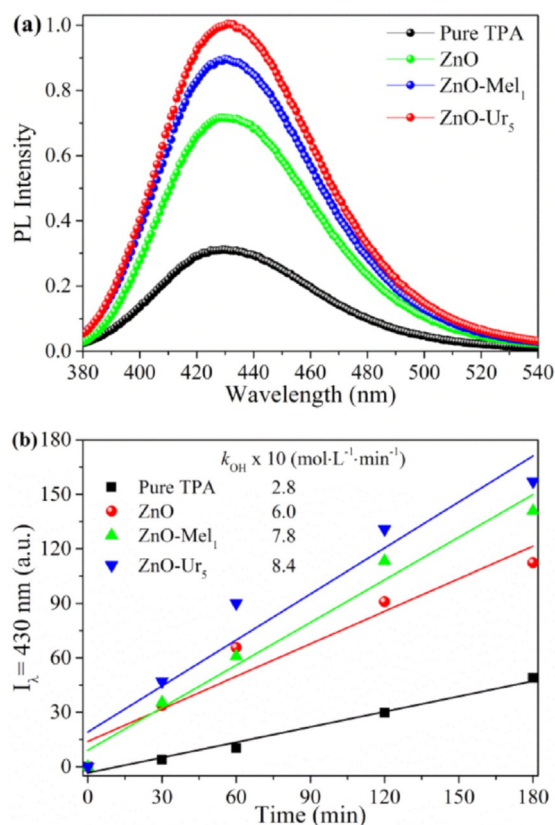 (a)
Pure TPA
ZnO
ZnO-Mel₁
ZnO-Ur₅
PL Intensity
1.0
0.8
0.6
0.4
0.2
0.0
380 400 420 440 460 480 500 520 540
Wavelength (nm)
(b)
k_OH x 10 (mol·L⁻¹·min⁻¹)
Pure TPA 2.8
ZnO 6.0
ZnO-Mel₁ 7.8
ZnO-Ur₅ 8.4
I_λ = 430 nm (a.u.)
180
150
120
90
60
30
0
0 30 60 90 120 150 180
Time (min)